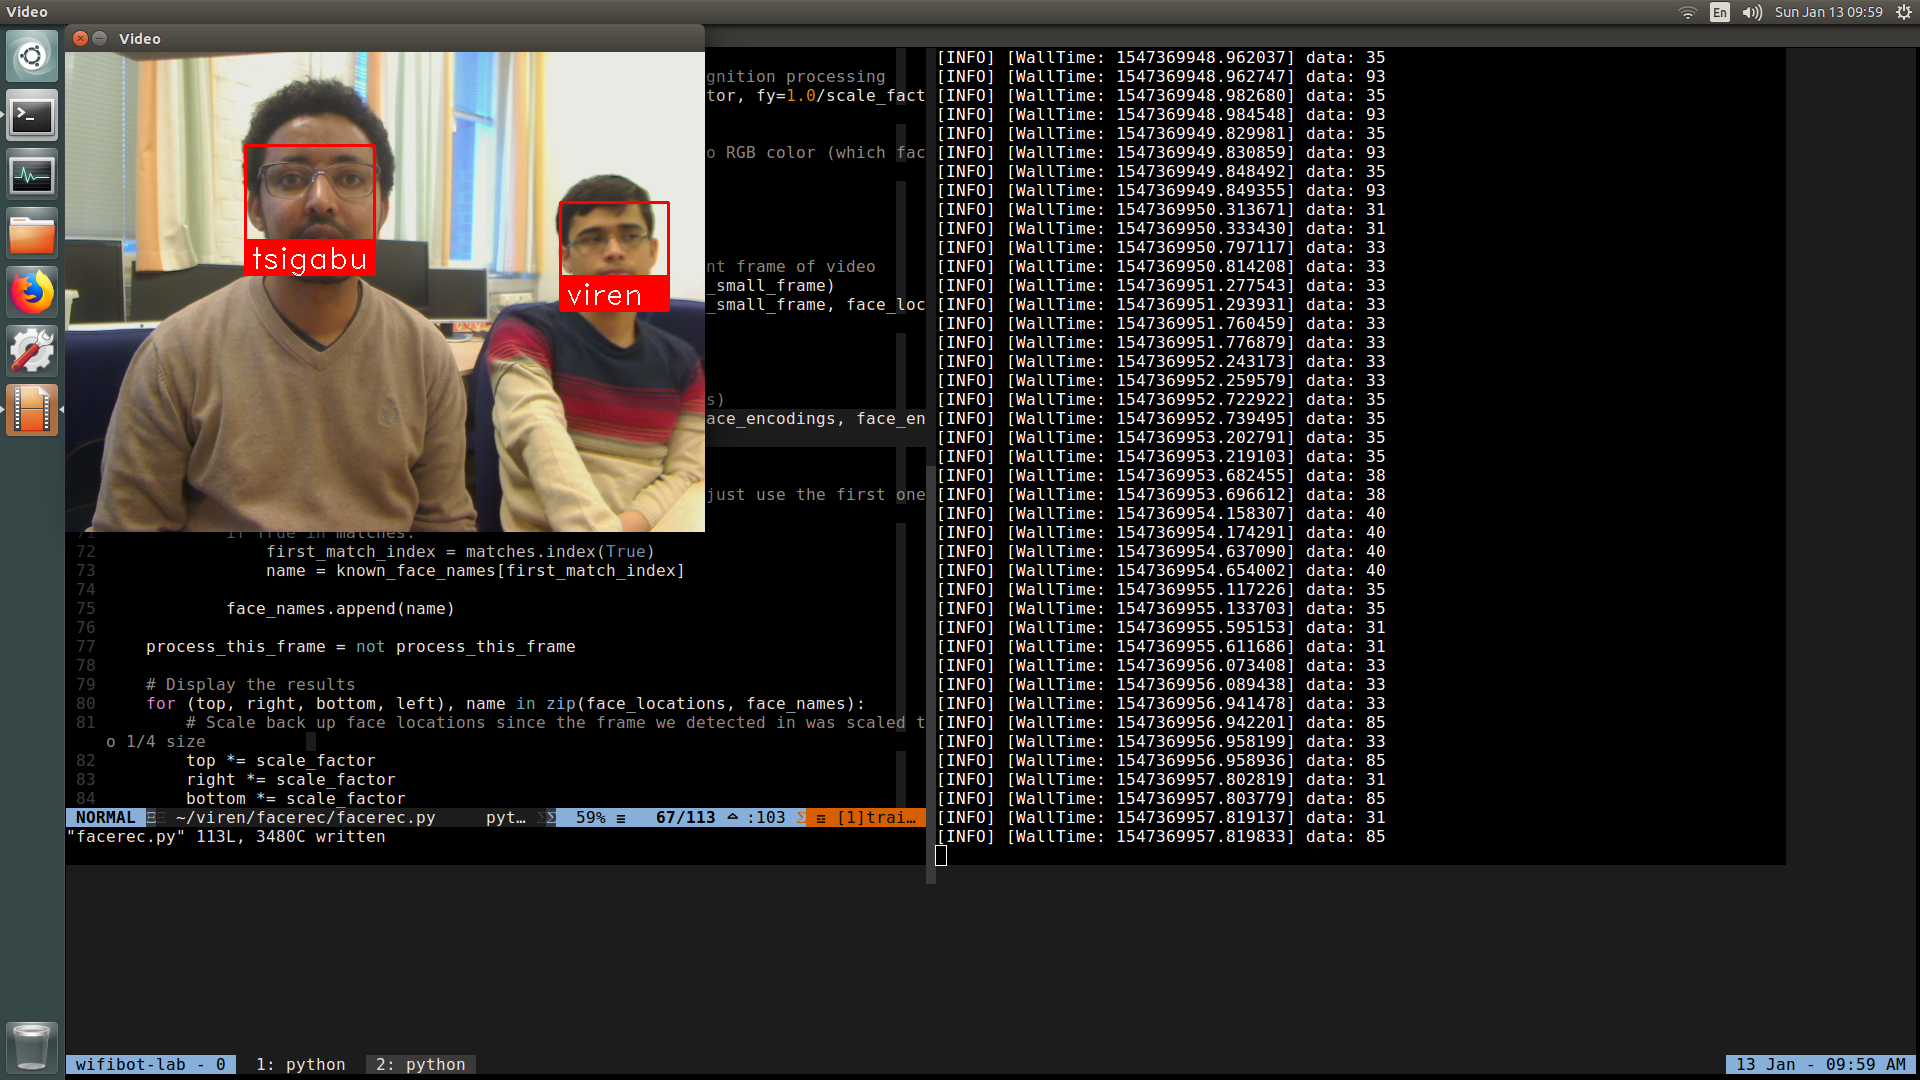 Video
En
Sun Jan 13 09:59
Video
tsigabu
viren
gnition processing
tor, fy=1.0/scale_fact
o RGB color (which fac
nt frame of video
_small_frame)
_small_frame, face_loc
s)
ace_encodings, face_en
just use the first one
71 if True in matches:
72 first_match_index = matches.index(True)
73 name = known_face_names[first_match_index]
74
75 face_names.append(name)
76
77 process_this_frame = not process_this_frame
78
79 # Display the results
80 for (top, right, bottom, left), name in zip(face_locations, face_names):
81 # Scale back up face locations since the frame we detected in was scaled t
o 1/4 size
82 top *= scale_factor
83 right *= scale_factor
84 bottom *= scale_factor
NORMAL ~/viren/facerec/facerec.py pyt… 59% ≡ 67/113 :103 [1]trai…
"facerec.py" 113L, 3480C written
[INFO] [WallTime: 1547369948.962037] data: 35
[INFO] [WallTime: 1547369948.962747] data: 93
[INFO] [WallTime: 1547369948.982680] data: 35
[INFO] [WallTime: 1547369948.984548] data: 93
[INFO] [WallTime: 1547369949.829981] data: 35
[INFO] [WallTime: 1547369949.830859] data: 93
[INFO] [WallTime: 1547369949.848492] data: 35
[INFO] [WallTime: 1547369949.849355] data: 93
[INFO] [WallTime: 1547369950.313671] data: 31
[INFO] [WallTime: 1547369950.333430] data: 31
[INFO] [WallTime: 1547369950.797117] data: 33
[INFO] [WallTime: 1547369950.814208] data: 33
[INFO] [WallTime: 1547369951.277543] data: 33
[INFO] [WallTime: 1547369951.293931] data: 33
[INFO] [WallTime: 1547369951.760459] data: 33
[INFO] [WallTime: 1547369951.776879] data: 33
[INFO] [WallTime: 1547369952.243173] data: 33
[INFO] [WallTime: 1547369952.259579] data: 33
[INFO] [WallTime: 1547369952.722922] data: 35
[INFO] [WallTime: 1547369952.739495] data: 35
[INFO] [WallTime: 1547369953.202791] data: 35
[INFO] [WallTime: 1547369953.219103] data: 35
[INFO] [WallTime: 1547369953.682455] data: 38
[INFO] [WallTime: 1547369953.696612] data: 38
[INFO] [WallTime: 1547369954.158307] data: 40
[INFO] [WallTime: 1547369954.174291] data: 40
[INFO] [WallTime: 1547369954.637090] data: 40
[INFO] [WallTime: 1547369954.654002] data: 40
[INFO] [WallTime: 1547369955.117226] data: 35
[INFO] [WallTime: 1547369955.133703] data: 35
[INFO] [WallTime: 1547369955.595153] data: 31
[INFO] [WallTime: 1547369955.611686] data: 31
[INFO] [WallTime: 1547369956.073408] data: 33
[INFO] [WallTime: 1547369956.089438] data: 33
[INFO] [WallTime: 1547369956.941478] data: 33
[INFO] [WallTime: 1547369956.942201] data: 85
[INFO] [WallTime: 1547369956.958199] data: 33
[INFO] [WallTime: 1547369956.958936] data: 85
[INFO] [WallTime: 1547369957.802819] data: 31
[INFO] [WallTime: 1547369957.803779] data: 85
[INFO] [WallTime: 1547369957.819137] data: 31
[INFO] [WallTime: 1547369957.819833] data: 85
wifibot-lab - 0 1: python 2: python 13 Jan - 09:59 AM